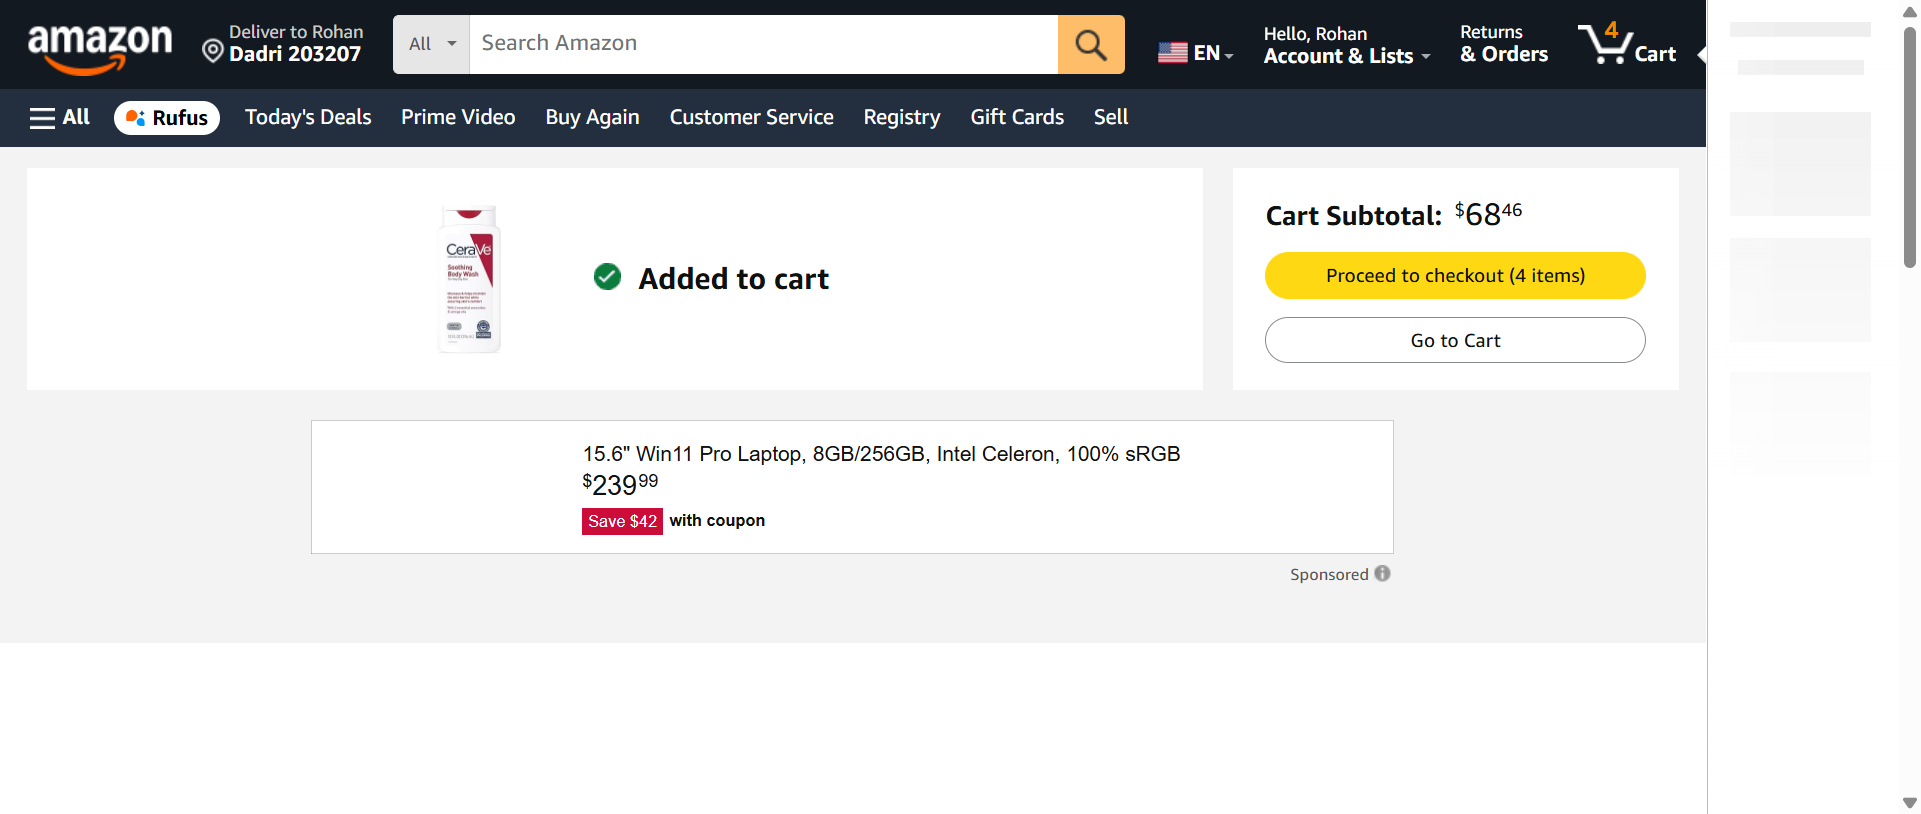 amazon
Deliver to Rohan
Dadri 203207
All
Search Amazon
EN
Hello, Rohan
Account & Lists
Returns
& Orders
4
Cart
All
Rufus
Today's Deals
Prime Video
Buy Again
Customer Service
Registry
Gift Cards
Sell
CeraVe
Soothing
Body Wash
Added to cart
Cart Subtotal: $68 46
Proceed to checkout (4 items)
Go to Cart
15.6" Win11 Pro Laptop, 8GB/256GB, Intel Celeron, 100% sRGB
$239 99
Save $42 with coupon
Sponsored